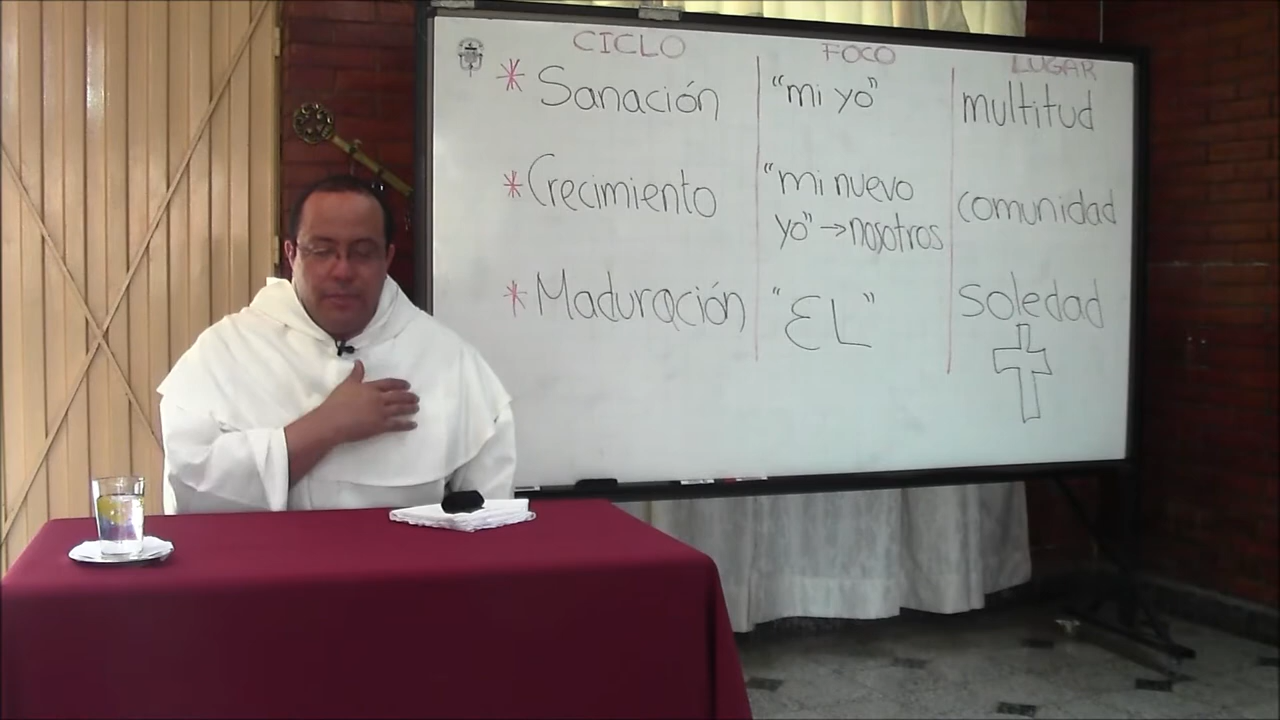 CICLO FOCO LUGAR
* Sanación "mi yo" multitud
* Crecimiento "mi nuevo yo" → nosotros comunidad
* Maduración "EL" soledad